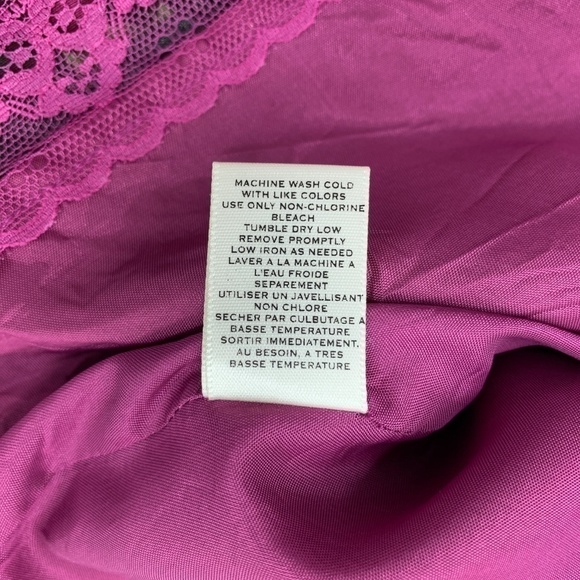 MACHINE WASH COLD
WITH LIKE COLORS
USE ONLY NON-CHLORINE
BLEACH
TUMBLE DRY LOW
REMOVE PROMPTLY
LOW IRON AS NEEDED
LAVER A LA MACHINE A
L'EAU FROIDE
SEPAREMENT
UTILISER UN JAVELLISANT
NON CHLORE
SECHER PAR CULBUTAGE A
BASSE TEMPERATURE
SORTIR IMMEDIATEMENT.
AU BESOIN, A TRES
BASSE TEMPERATURE